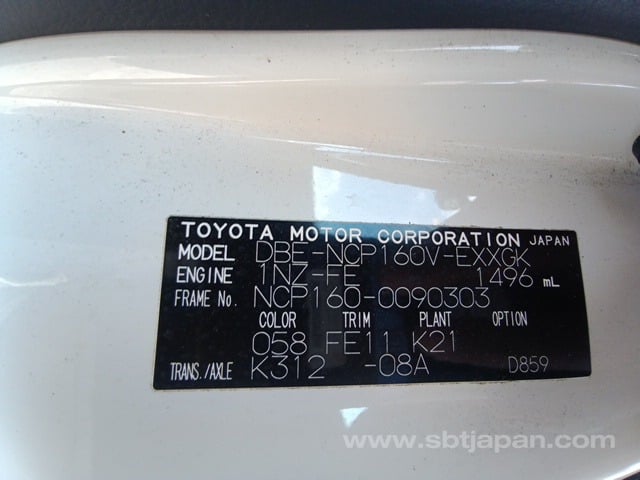 TOYOTA MOTOR CORPORATION JAPAN
MODEL DBE-NCP160V-EXXGK
ENGINE 1NZ-FE 1496 mL
FRAME No. NCP160-0090303
COLOR TRIM PLANT OPTION
058 FE11 K21
TRANS./AXLE K312 -08A D859
www.sbtjapan.com